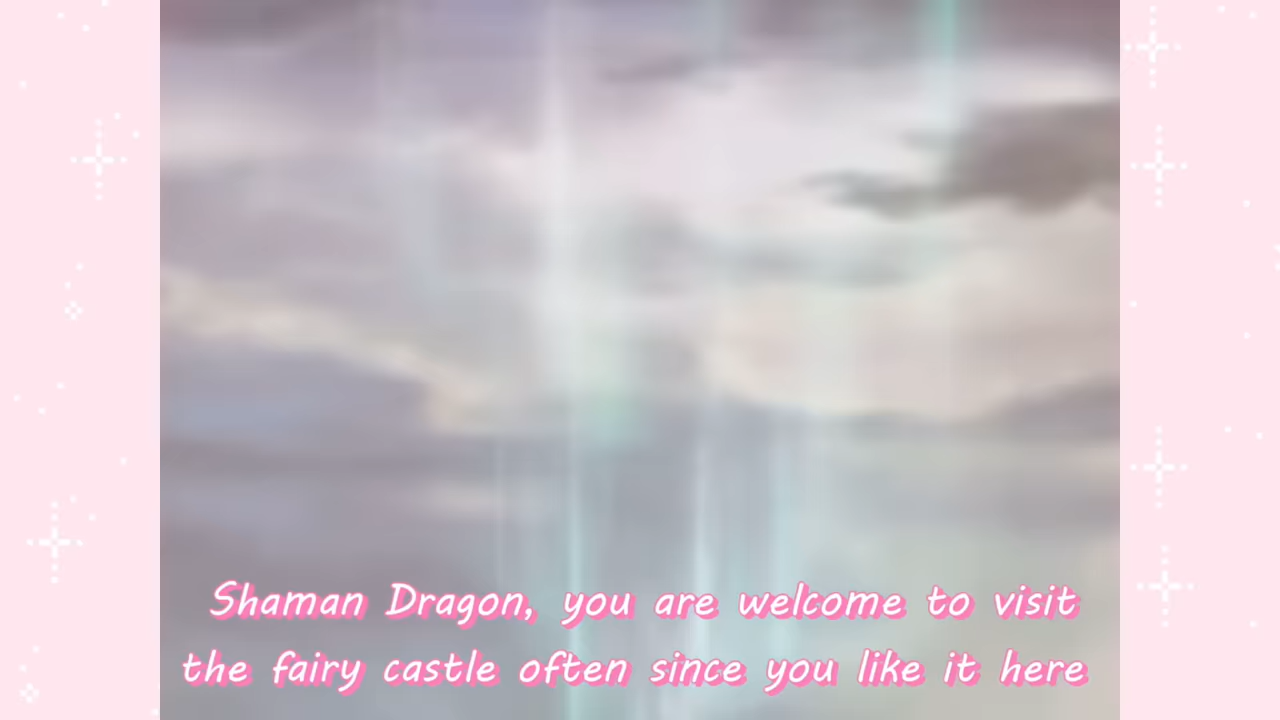 Shaman Dragon, you are welcome to visit
the fairy castle often since you like it here